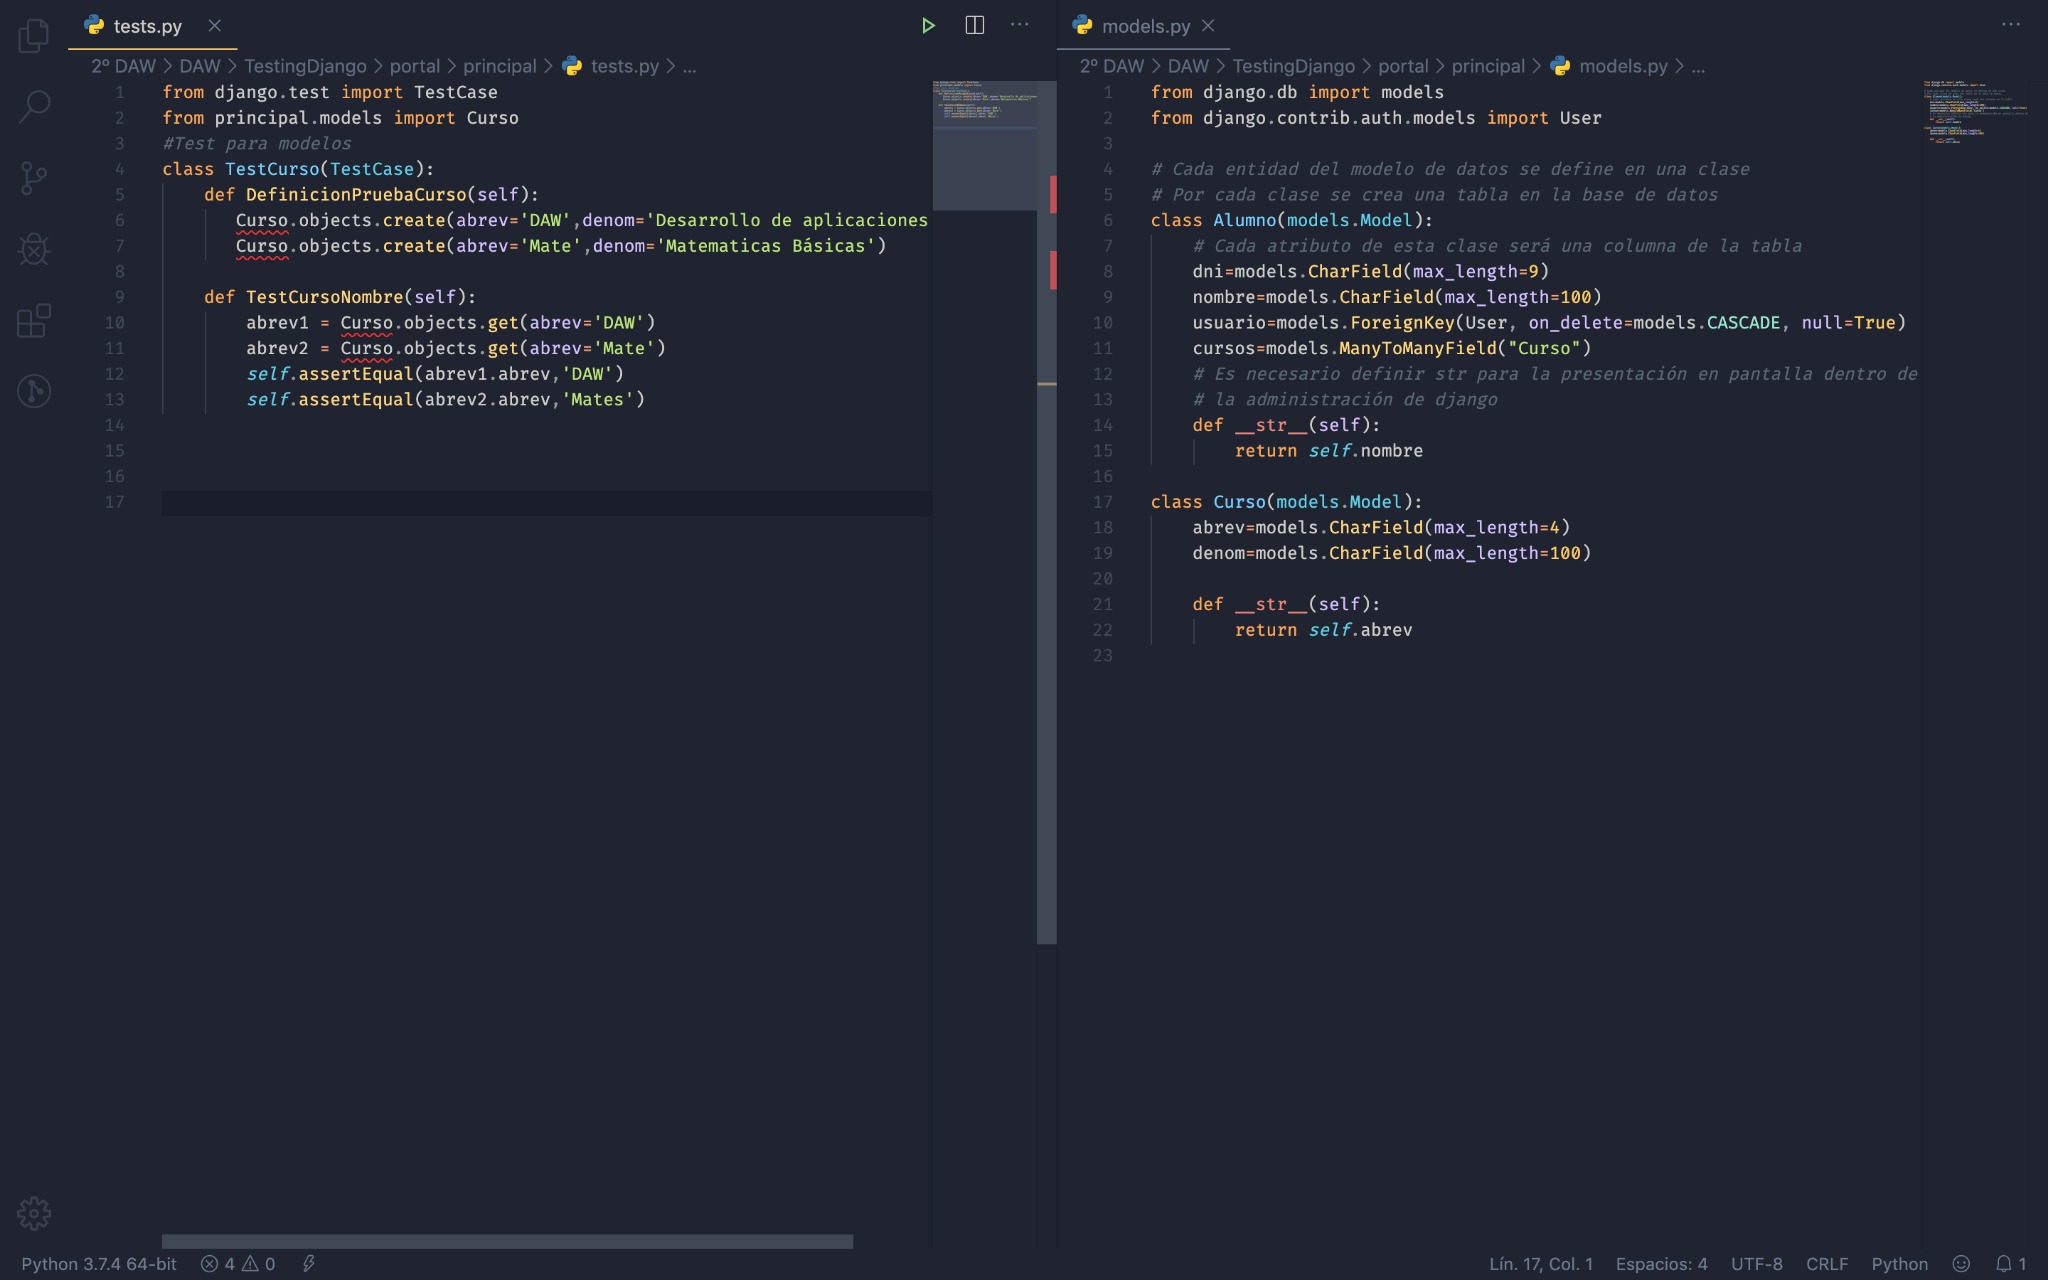 tests.py
2º DAW > DAW > TestingDjango > portal > principal > tests.py > ...
1 from django.test import TestCase
2 from principal.models import Curso
3 #Test para modelos
4 class TestCurso(TestCase):
5     def DefinicionPruebaCurso(self):
6        Curso.objects.create(abrev='DAW',denom='Desarrollo de aplicaciones
7        Curso.objects.create(abrev='Mate',denom='Matematicas Básicas')
8
9     def TestCursoNombre(self):
10         abrev1 = Curso.objects.get(abrev='DAW')
11         abrev2 = Curso.objects.get(abrev='Mate')
12         self.assertEqual(abrev1.abrev,'DAW')
13         self.assertEqual(abrev2.abrev,'Mates')
14
15
16
17
models.py
2º DAW > DAW > TestingDjango > portal > principal > models.py > ...
1 from django.db import models
2 from django.contrib.auth.models import User
3
4 # Cada entidad del modelo de datos se define en una clase
5 # Por cada clase se crea una tabla en la base de datos
6 class Alumno(models.Model):
7     # Cada atributo de esta clase será una columna de la tabla
8     dni=models.CharField(max_length=9)
9     nombre=models.CharField(max_length=100)
10     usuario=models.ForeignKey(User, on_delete=models.CASCADE, null=True)
11     cursos=models.ManyToManyField("Curso")
12     # Es necesario definir str para la presentación en pantalla dentro de
13     # la administración de django
14     def __str__(self):
15         return self.nombre
16
17 class Curso(models.Model):
18     abrev=models.CharField(max_length=4)
19     denom=models.CharField(max_length=100)
20
21     def __str__(self):
22         return self.abrev
23
Python 3.7.4 64-bit 4 0 Lín. 17, Col. 1 Espacios: 4 UTF-8 CRLF Python 1